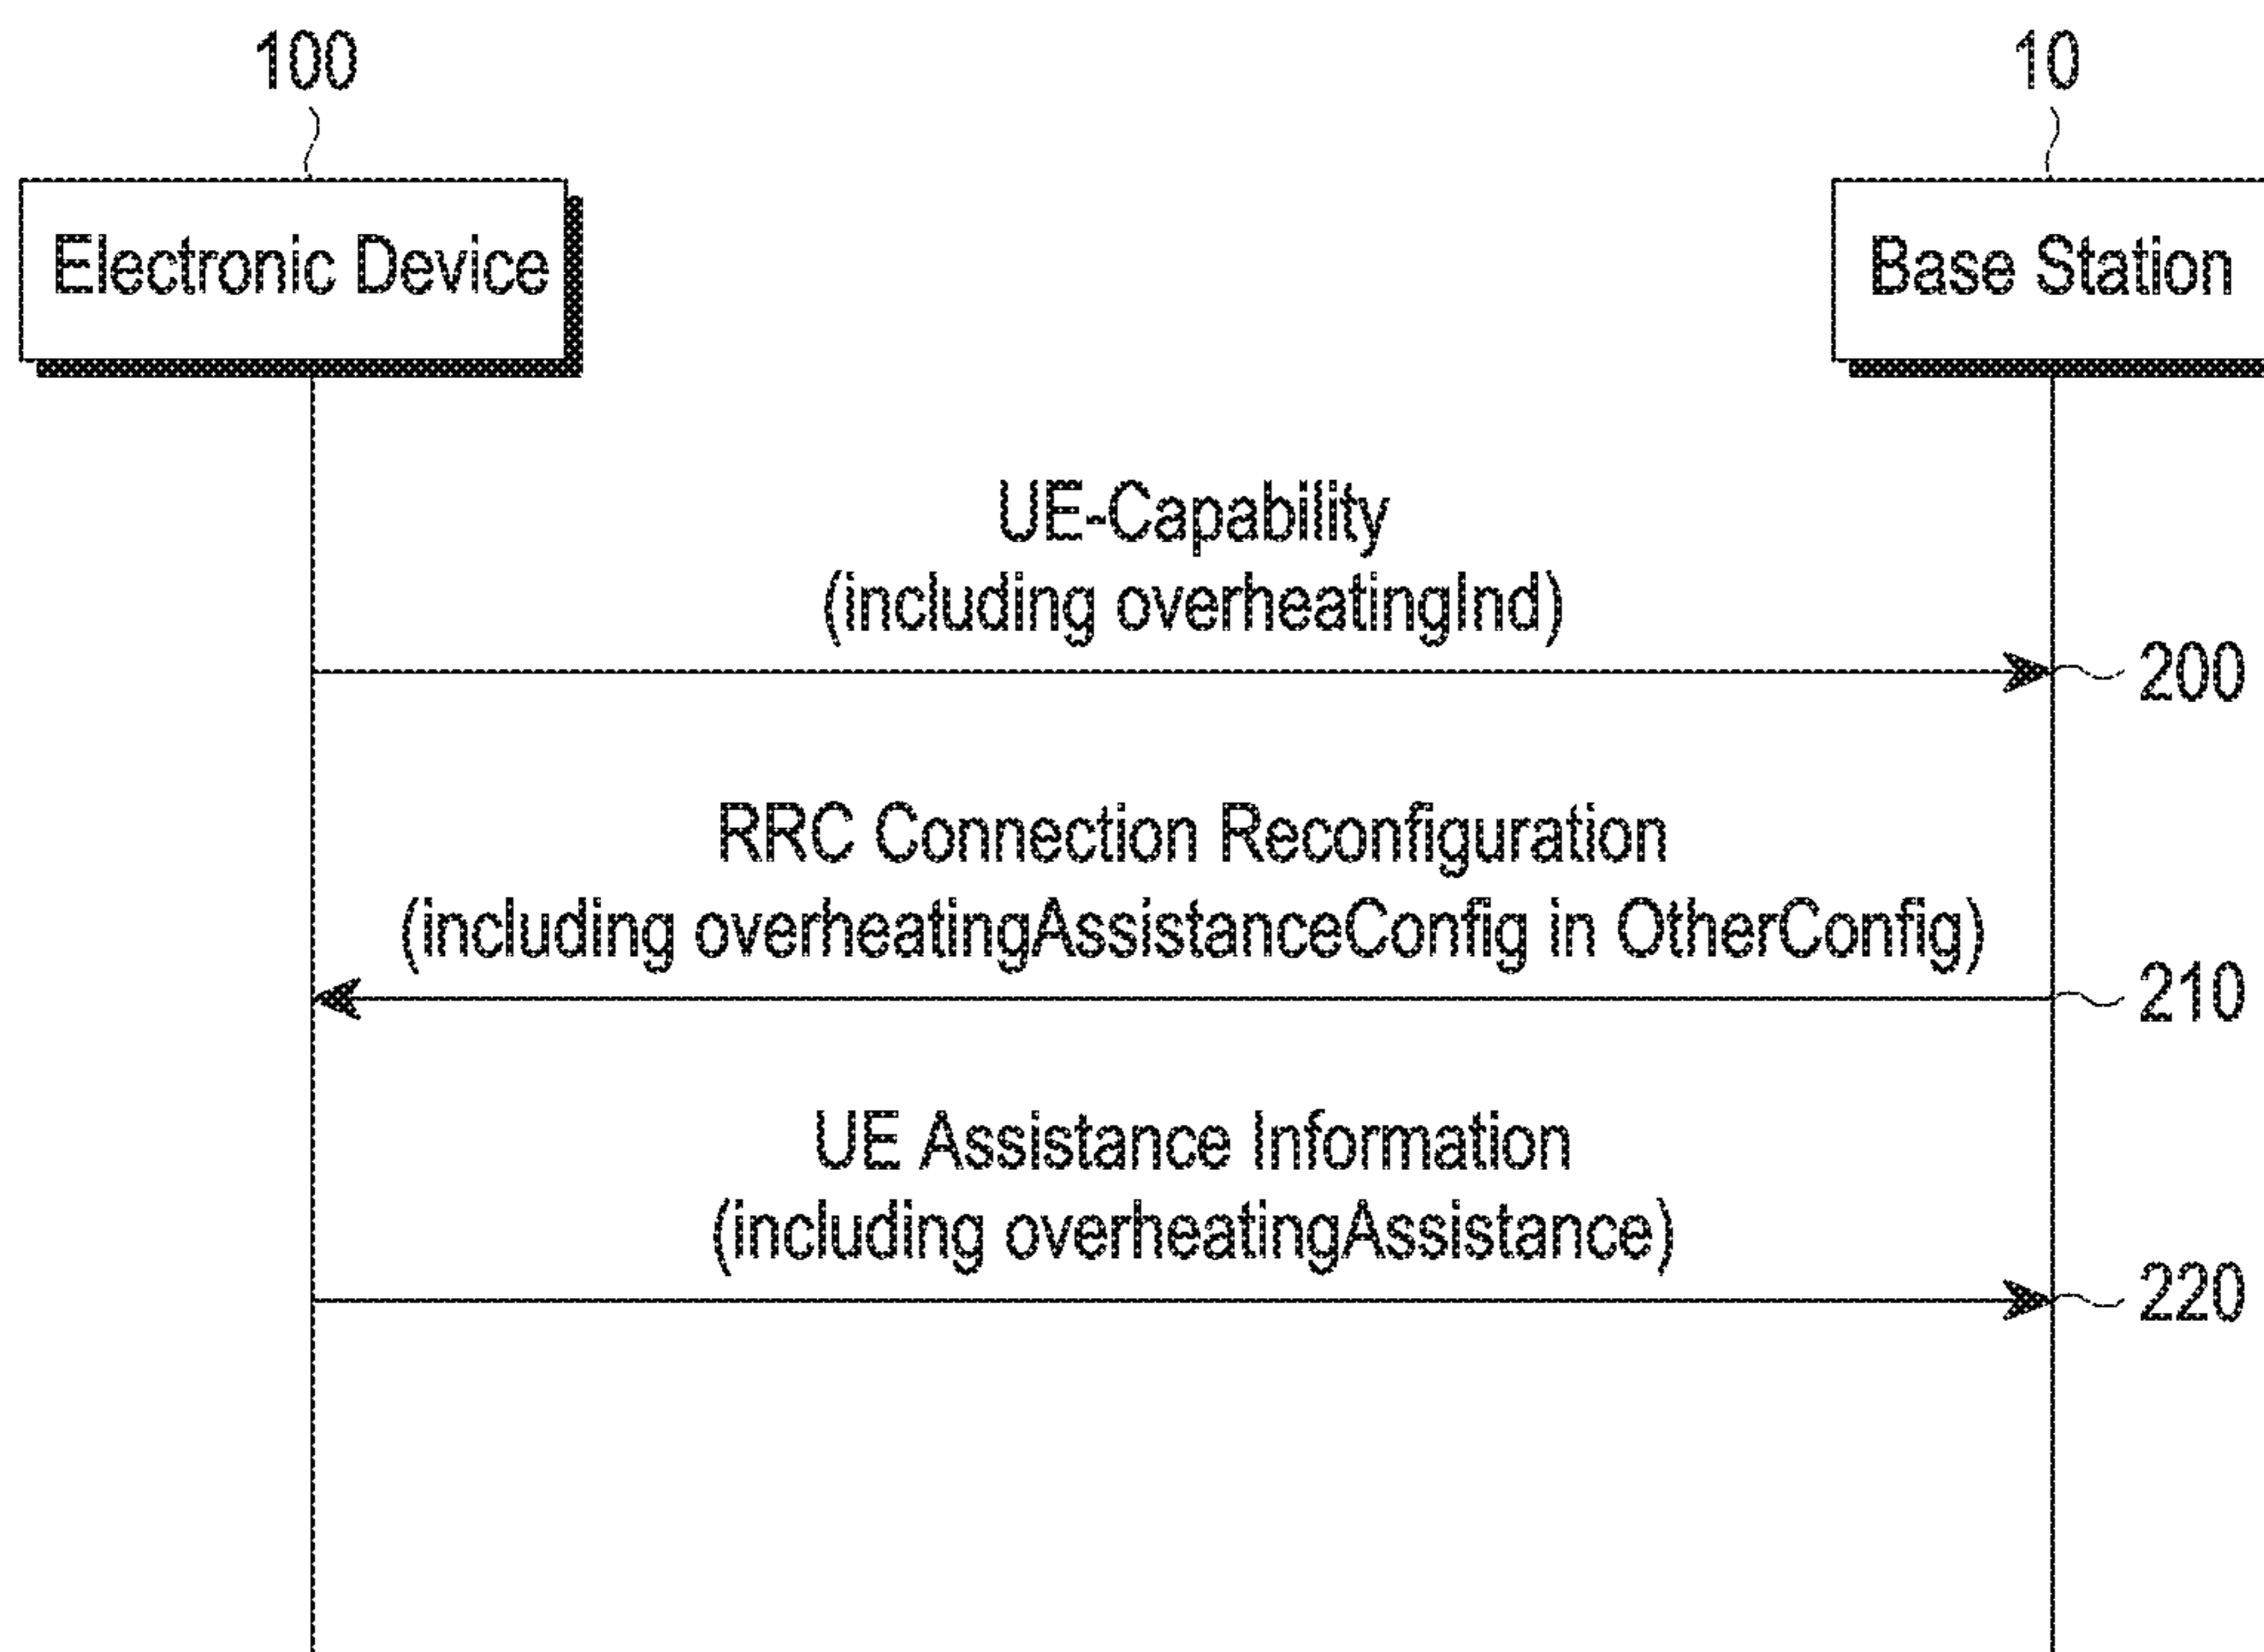 100
10
Electronic Device
Base Station
UE-Capability
(including overheatingInd)
200
RRC Connection Reconfiguration
(including overheatingAssistanceConfig in OtherConfig)
210
UE Assistance Information
(including overheatingAssistance)
220